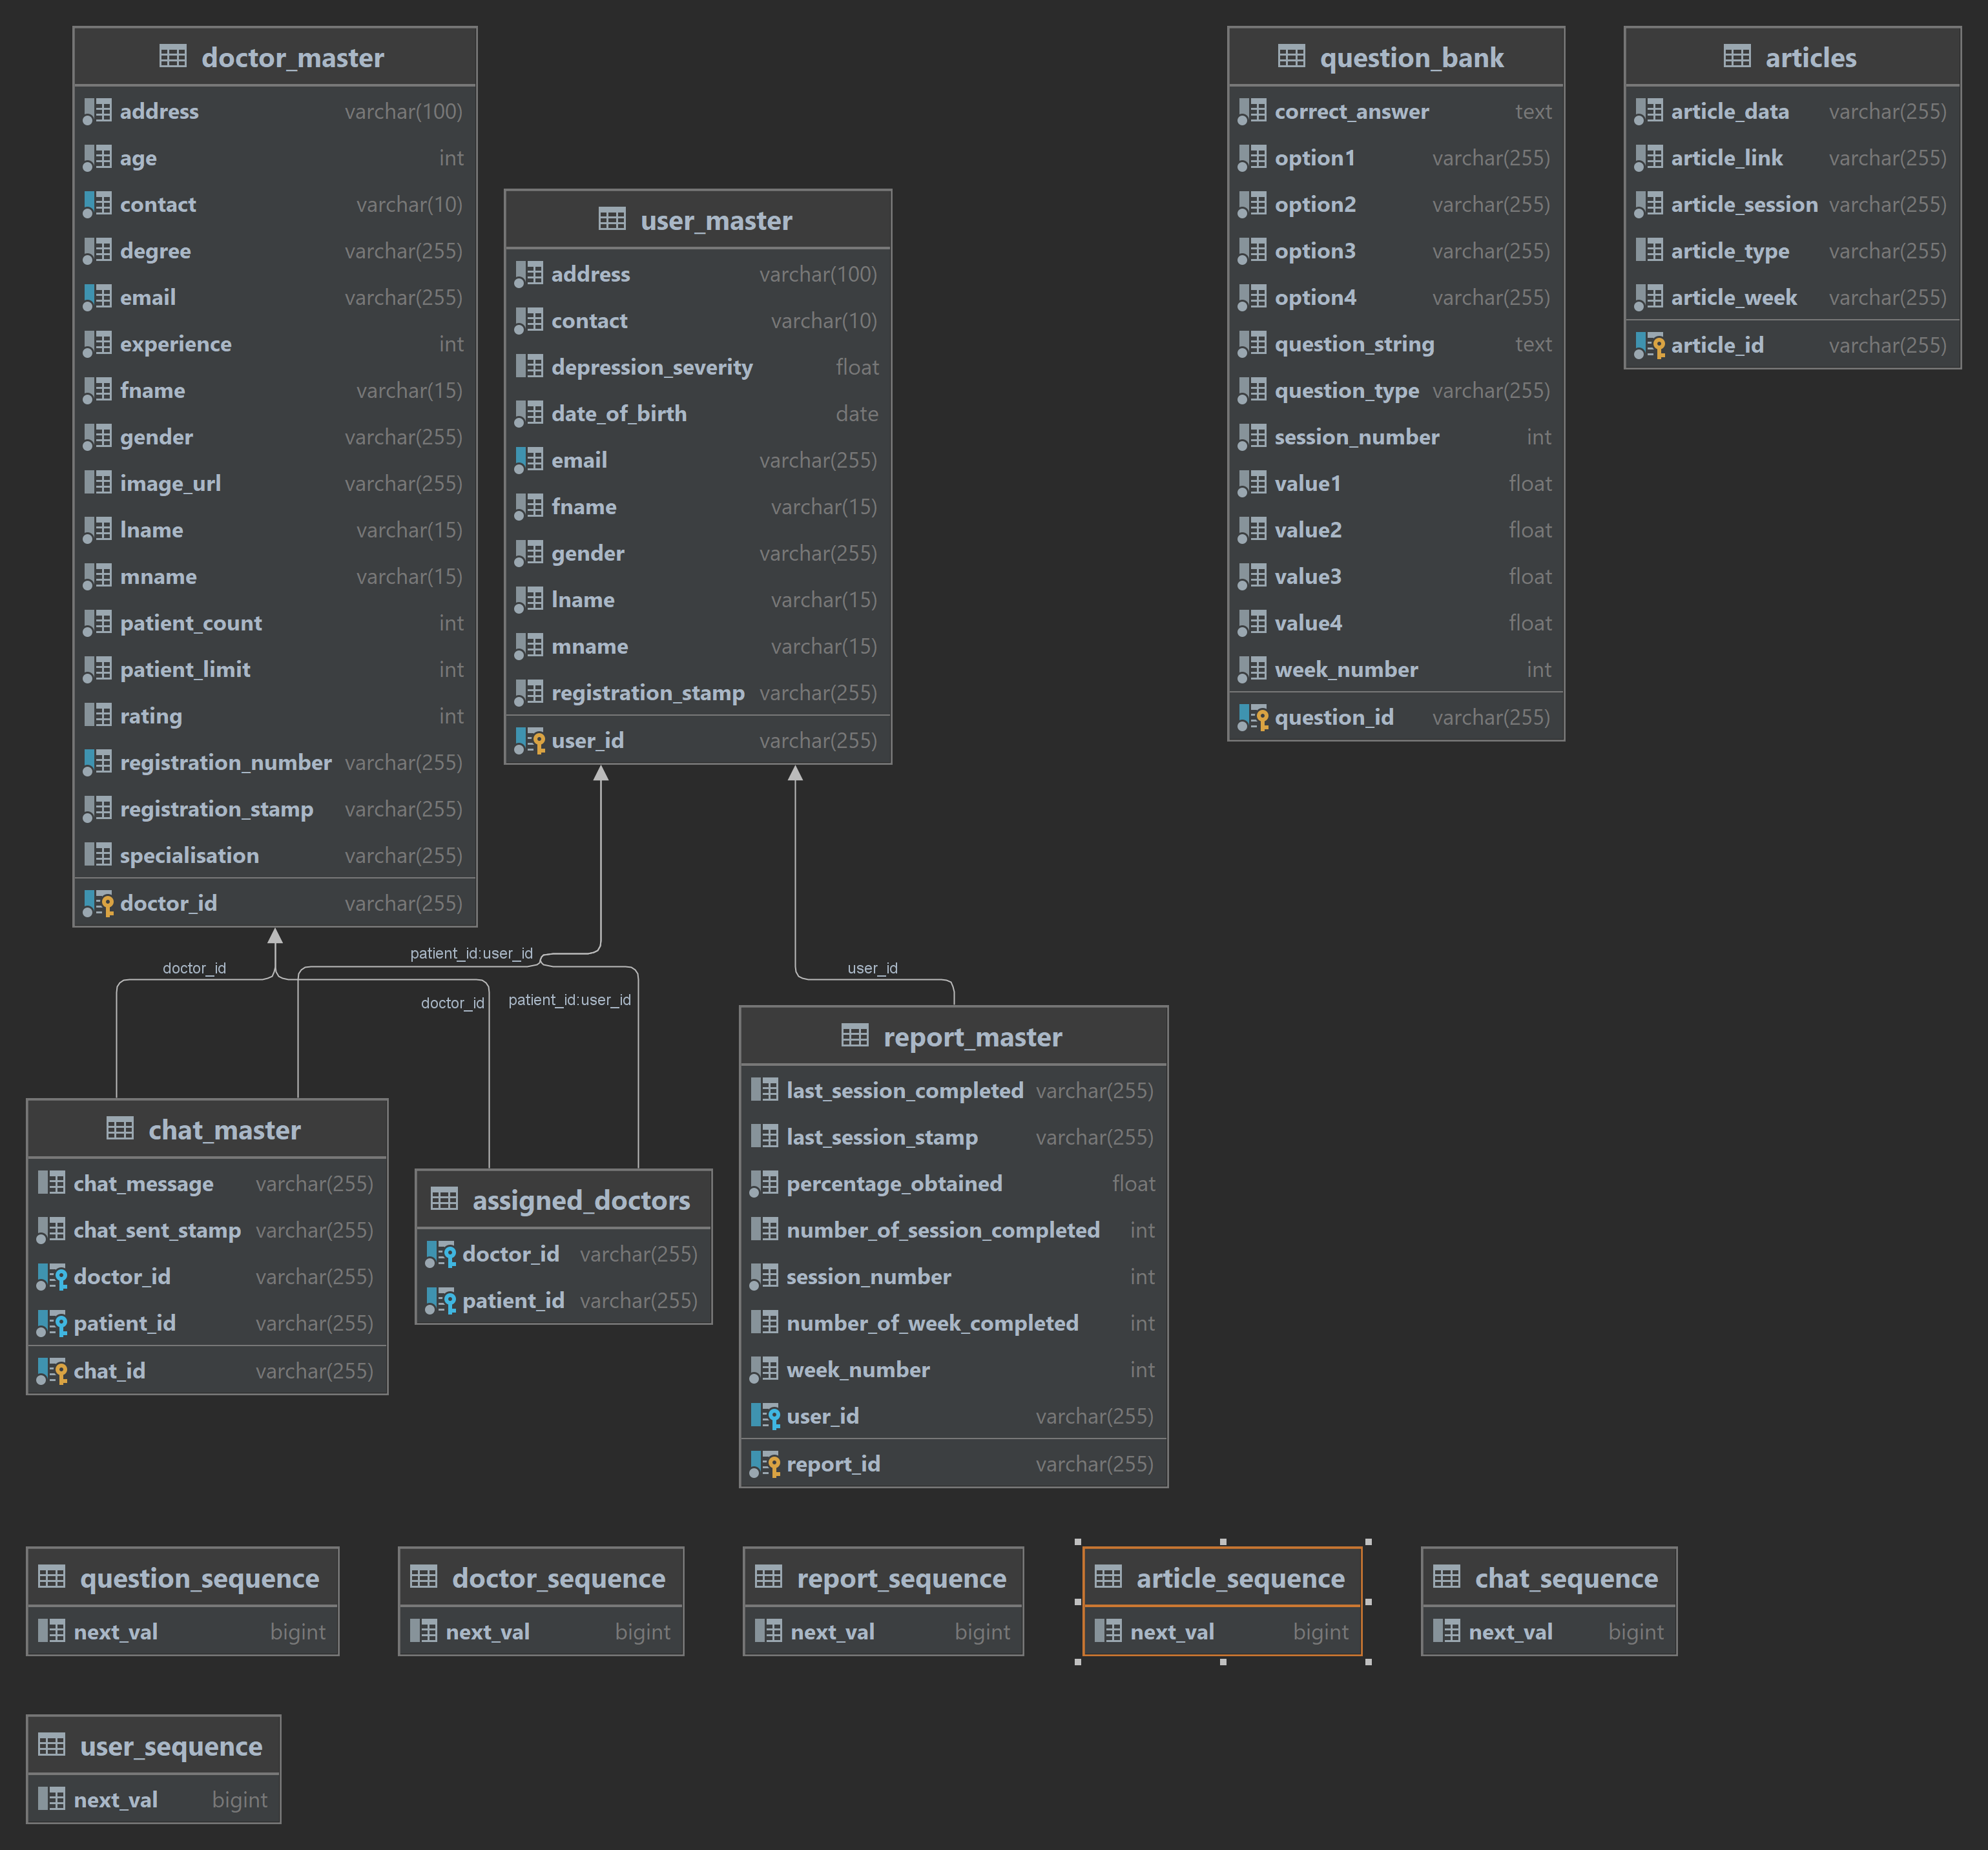 doctor_master
address varchar(100)
age int
contact varchar(10)
degree varchar(255)
email varchar(255)
experience int
fname varchar(15)
gender varchar(255)
image_url varchar(255)
lname varchar(15)
mname varchar(15)
patient_count int
patient_limit int
rating int
registration_number varchar(255)
registration_stamp varchar(255)
specialisation varchar(255)
doctor_id varchar(255)
user_master
address varchar(100)
contact varchar(10)
depression_severity float
date_of_birth date
email varchar(255)
fname varchar(15)
gender varchar(255)
lname varchar(15)
mname varchar(15)
registration_stamp varchar(255)
user_id varchar(255)
question_bank
correct_answer text
option1 varchar(255)
option2 varchar(255)
option3 varchar(255)
option4 varchar(255)
question_string text
question_type varchar(255)
session_number int
value1 float
value2 float
value3 float
value4 float
week_number int
question_id varchar(255)
articles
article_data varchar(255)
article_link varchar(255)
article_session varchar(255)
article_type varchar(255)
article_week varchar(255)
article_id varchar(255)
doctor_id
patient_id:user_id
doctor_id
patient_id:user_id
user_id
chat_master
chat_message varchar(255)
chat_sent_stamp varchar(255)
doctor_id varchar(255)
patient_id varchar(255)
chat_id varchar(255)
assigned_doctors
doctor_id varchar(255)
patient_id varchar(255)
report_master
last_session_completed varchar(255)
last_session_stamp varchar(255)
percentage_obtained float
number_of_session_completed int
session_number int
number_of_week_completed int
week_number int
user_id varchar(255)
report_id varchar(255)
question_sequence
next_val bigint
doctor_sequence
next_val bigint
report_sequence
next_val bigint
article_sequence
next_val bigint
chat_sequence
next_val bigint
user_sequence
next_val bigint